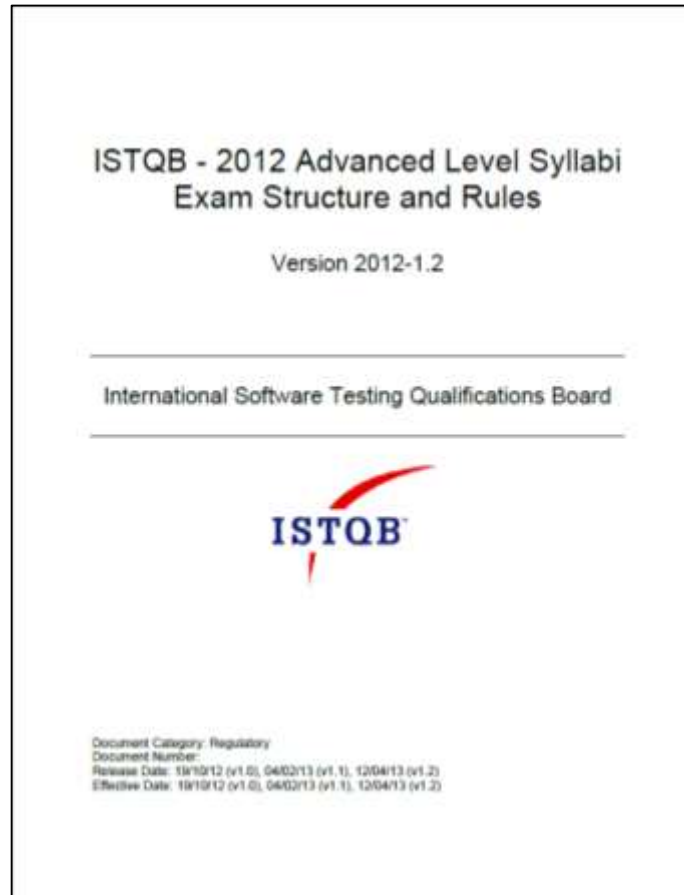 ISTQB - 2012 Advanced Level Syllabi
Exam Structure and Rules
Version 2012-1.2
International Software Testing Qualifications Board
ISTQB
Document Category: Regulatory
Document Number:
Release Date: 19/10/12 (v1.0), 04/02/13 (v1.1), 12/04/13 (v1.2)
Effective Date: 19/10/12 (v1.0), 04/02/13 (v1.1), 12/04/13 (v1.2)